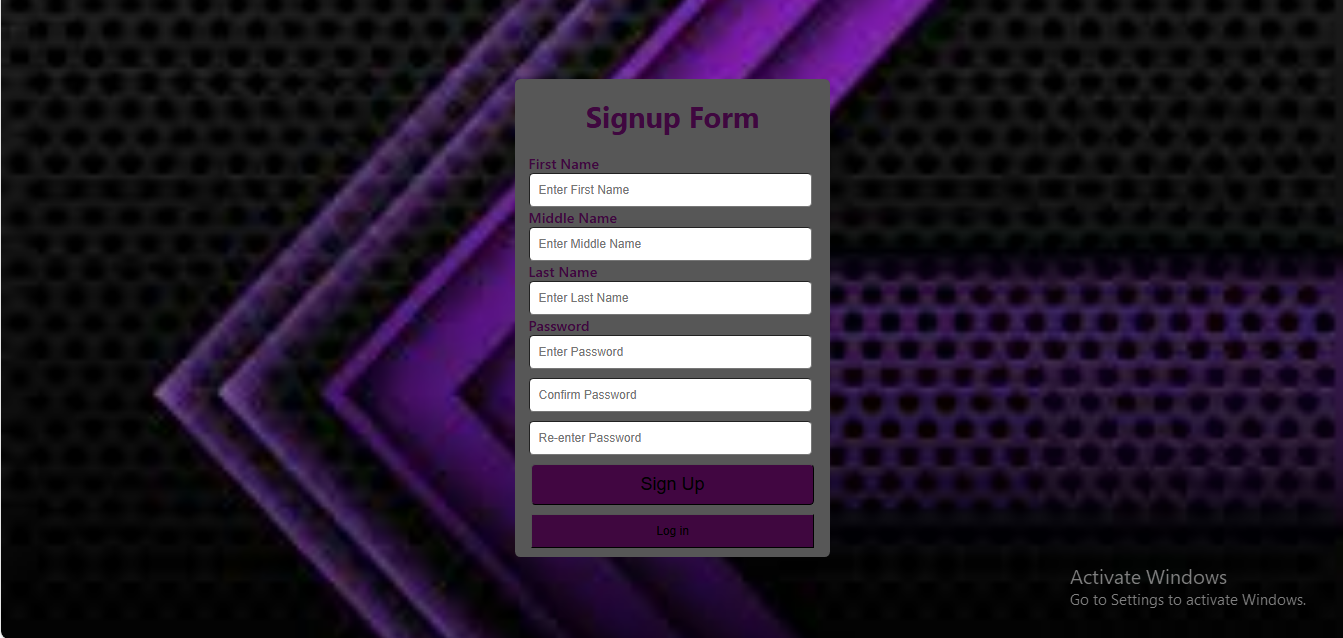 Signup Form
First Name
Enter First Name
Middle Name
Enter Middle Name
Last Name
Enter Last Name
Password
Enter Password
Confirm Password
Re-enter Password
Sign Up
Log in
Activate Windows
Go to Settings to activate Windows.